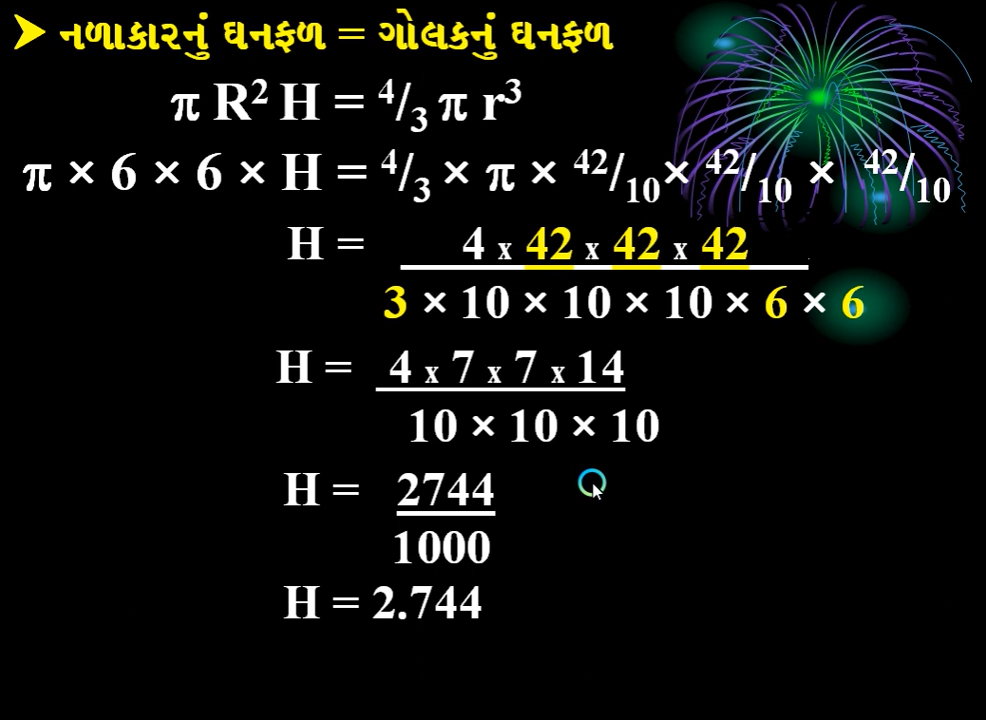 નળાકારનું ઘનફળ = ગોલકનું ઘનફળ
π R² H = ⁴/₃ π r³
π × 6 × 6 × H = ⁴/₃ × π × ⁴²/₁₀ × ⁴²/₁₀ × ⁴²/₁₀
H = 4 x 42 x 42 x 42
3 × 10 × 10 × 10 × 6 × 6
H = 4 x 7 x 7 x 14
10 × 10 × 10
H = 2744
1000
H = 2.744